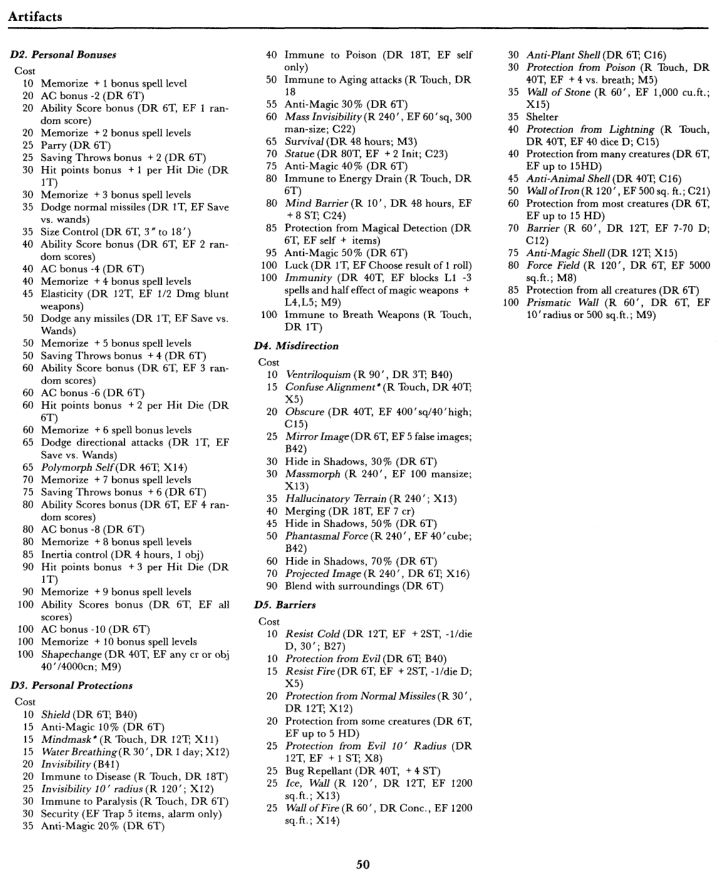 Artifacts
D2. Personal Bonuses
Cost
10 Memorize + 1 bonus spell level
20 AC bonus -2 (DR 6T)
20 Ability Score bonus (DR 6T, EF 1 ran-
dom score)
20 Memorize + 2 bonus spell levels
25 Parry (DR 6T)
25 Saving Throws bonus + 2 (DR 6T)
30 Hit points bonus + 1 per Hit Die (DR
1T)
30 Memorize + 3 bonus spell levels
35 Dodge normal missiles (DR 1T, EF Save
vs. wands)
35 Size Control (DR 6T, 3" to 18')
40 Ability Score bonus (DR 6T, EF 2 ran-
dom scores)
40 AC bonus -4 (DR 6T)
40 Memorize + 4 bonus spell levels
45 Elasticity (DR 12T, EF 1/2 Dmg blunt
weapons)
50 Dodge any missiles (DR 1T, EF Save vs.
Wands)
50 Memorize + 5 bonus spell levels
50 Saving Throws bonus + 4 (DR 6T)
60 Ability Score bonus (DR 6T, EF 3 ran-
dom scores)
60 AC bonus -6 (DR 6T)
60 Hit points bonus + 2 per Hit Die (DR
6T)
60 Memorize + 6 spell bonus levels
65 Dodge directional attacks (DR 1T, EF
Save vs. Wands)
65 Polymorph Self (DR 46T; X14)
70 Memorize + 7 bonus spell levels
75 Saving Throws bonus + 6 (DR 6T)
80 Ability Scores bonus (DR 6T, EF 4 ran-
dom scores)
80 AC bonus -8 (DR 6T)
80 Memorize + 8 bonus spell levels
85 Inertia control (DR 4 hours, 1 obj)
90 Hit points bonus + 3 per Hit Die (DR
1T)
90 Memorize + 9 bonus spell levels
100 Ability Scores bonus (DR 6T, EF all
scores)
100 AC bonus -10 (DR 6T)
100 Memorize + 10 bonus spell levels
100 Shapechange (DR 40T, EF any cr or obj
40'/4000cn; M9)
D3. Personal Protections
Cost
10 Shield (DR 6T; B40)
15 Anti-Magic 10% (DR 6T)
15 Mindmask* (R Touch, DR 12T; X11)
15 Water Breathing (R 30', DR 1 day; X12)
20 Invisibility (B41)
20 Immune to Disease (R Touch, DR 18T)
25 Invisibility 10' radius (R 120'; X12)
30 Immune to Paralysis (R Touch, DR 6T)
30 Security (EF Trap 5 items, alarm only)
35 Anti-Magic 20% (DR 6T)
40 Immune to Poison (DR 18T, EF self
only)
50 Immune to Aging attacks (R Touch, DR
18
55 Anti-Magic 30% (DR 6T)
60 Mass Invisibility (R 240', EF 60' sq, 300
man-size; C22)
65 Survival (DR 48 hours; M3)
70 Statue (DR 80T, EF + 2 Init; C23)
75 Anti-Magic 40% (DR 6T)
80 Immune to Energy Drain (R Touch, DR
6T)
80 Mind Barrier (R 10', DR 48 hours, EF
+ 8 ST; C24)
85 Protection from Magical Detection (DR
6T, EF self + items)
95 Anti-Magic 50% (DR 6T)
100 Luck (DR 1T, EF Choose result of 1 roll)
100 Immunity (DR 40T, EF blocks L1 -3
spells and half effect of magic weapons +
L4,L5; M9)
100 Immune to Breath Weapons (R Touch,
DR 1T)
D4. Misdirection
Cost
10 Ventriloquism (R 90', DR 3T; B40)
15 Confuse Alignment* (R Touch, DR 40T;
X5)
20 Obscure (DR 40T, EF 400' sq/40' high;
C15)
25 Mirror Image (DR 6T, EF 5 false images;
B42)
30 Hide in Shadows, 30% (DR 6T)
30 Massmorph (R 240', EF 100 mansize;
X13)
35 Hallucinatory Terrain (R 240'; X13)
40 Merging (DR 18T, EF 7 cr)
45 Hide in Shadows, 50% (DR 6T)
50 Phantasmal Force (R 240', EF 40' cube;
B42)
60 Hide in Shadows, 70% (DR 6T)
70 Projected Image (R 240', DR 6T; X16)
90 Blend with surroundings (DR 6T)
D5. Barriers
Cost
10 Resist Cold (DR 12T, EF + 2ST, -1/die
D, 30'; B27)
10 Protection from Evil (DR 6T; B40)
15 Resist Fire (DR 6T, EF + 2ST, -1/die D;
X5)
20 Protection from Normal Missiles (R 30',
DR 12T; X12)
20 Protection from some creatures (DR 6T,
EF up to 5 HD)
25 Protection from Evil 10' Radius (DR
12T, EF + 1 ST; X8)
25 Bug Repellant (DR 40T, + 4 ST)
25 Ice, Wall (R 120', DR 12T, EF 1200
sq.ft.; X13)
25 Wall of Fire (R 60', DR Conc., EF 1200
sq.ft.; X14)
30 Anti-Plant Shell (DR 6T; C16)
30 Protection from Poison (R Touch, DR
40T, EF + 4 vs. breath; M5)
35 Wall of Stone (R 60', EF 1,000 cu.ft.;
X15)
35 Shelter
40 Protection from Lightning (R Touch,
DR 40T, EF 40 dice D; C15)
40 Protection from many creatures (DR 6T,
EF up to 15HD)
45 Anti-Animal Shell (DR 40T; C16)
50 Wall of Iron (R 120', EF 500 sq. ft.; C21)
60 Protection from most creatures (DR 6T,
EF up to 15 HD)
70 Barrier (R 60', DR 12T, EF 7-70 D;
C12)
75 Anti-Magic Shell (DR 12T; X15)
80 Force Field (R 120', DR 6T, EF 5000
sq.ft.; M8)
85 Protection from all creatures (DR 6T)
100 Prismatic Wall (R 60', DR 6T, EF
10' radius or 500 sq.ft.; M9)
50